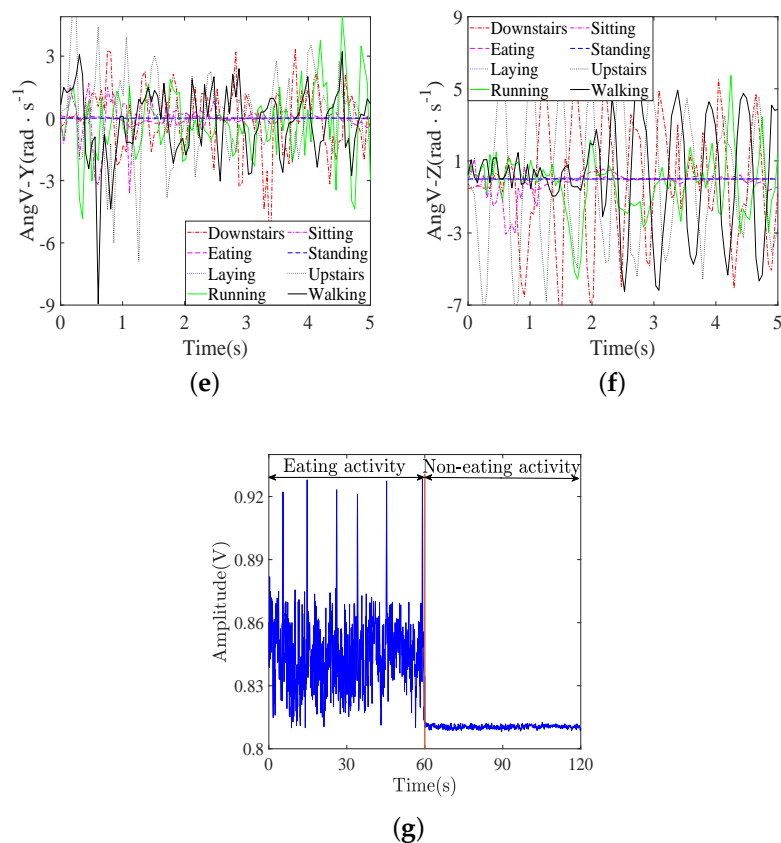 3
0
-3
-6
-9
AngV-Y(rad · s⁻¹)
Downstairs
Eating
Laying
Running
Sitting
Standing
Upstairs
Walking
0 1 2 3 4 5
Time(s)
(e)
9
5
1
-3
-7
AngV-Z(rad · s⁻¹)
Downstairs
Eating
Laying
Running
Sitting
Standing
Upstairs
Walking
0 1 2 3 4 5
Time(s)
(f)
Eating activity
Non-eating activity
0.92
0.89
0.86
0.83
0.8
Amplitude(V)
0 30 60 90 120
Time(s)
(g)